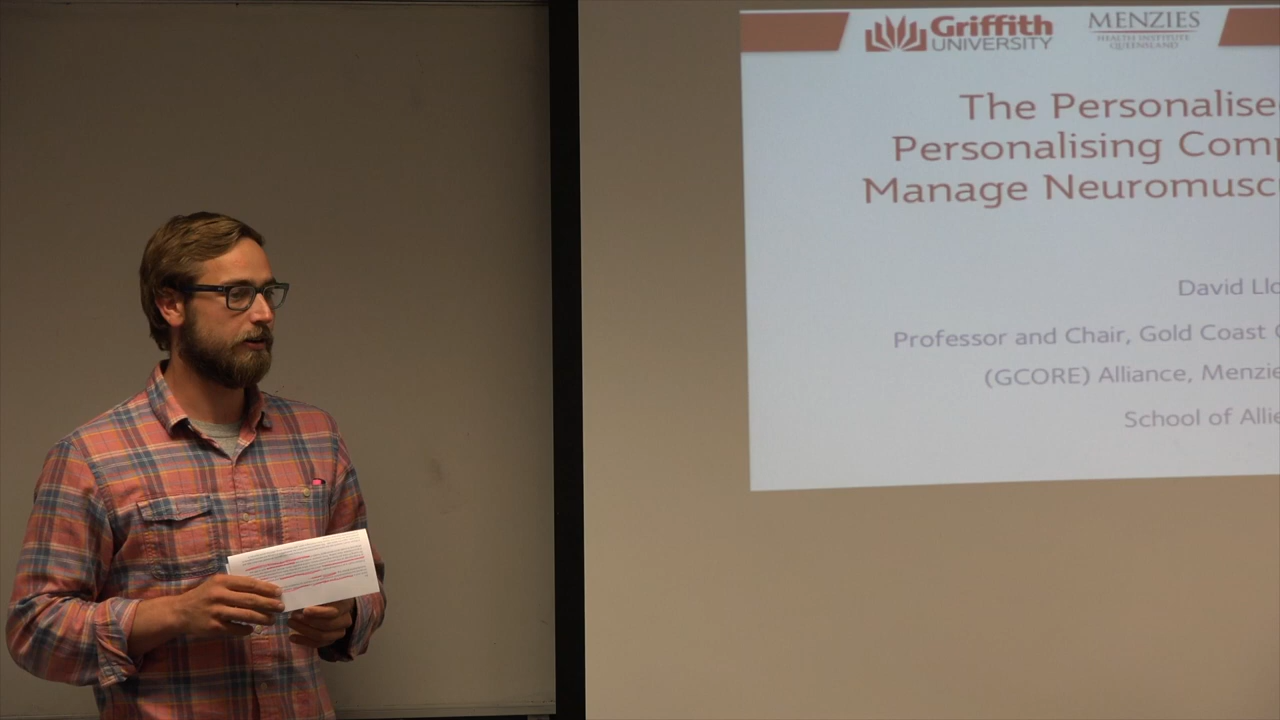 Griffith
UNIVERSITY
MENZIES
HEALTH INSTITUTE
QUEENSLAND
The Personalise
Personalising Comp
Manage Neuromusc
David Llo
Professor and Chair, Gold Coast
(GCORE) Alliance, Menzie
School of Allie